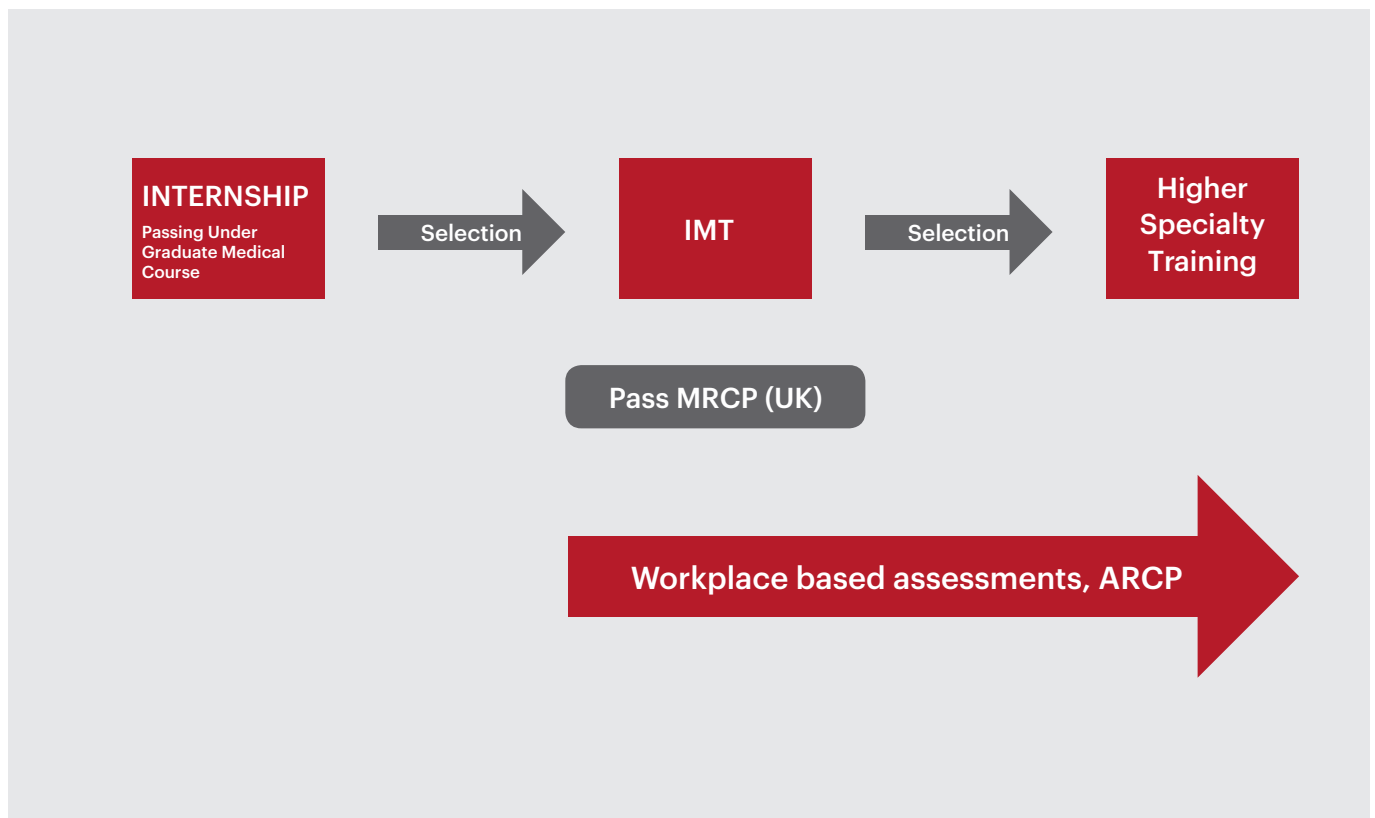 INTERNSHIP
Passing Under
Graduate Medical
Course
Selection
IMT
Selection
Higher
Specialty
Training
Pass MRCP (UK)
Workplace based assessments, ARCP